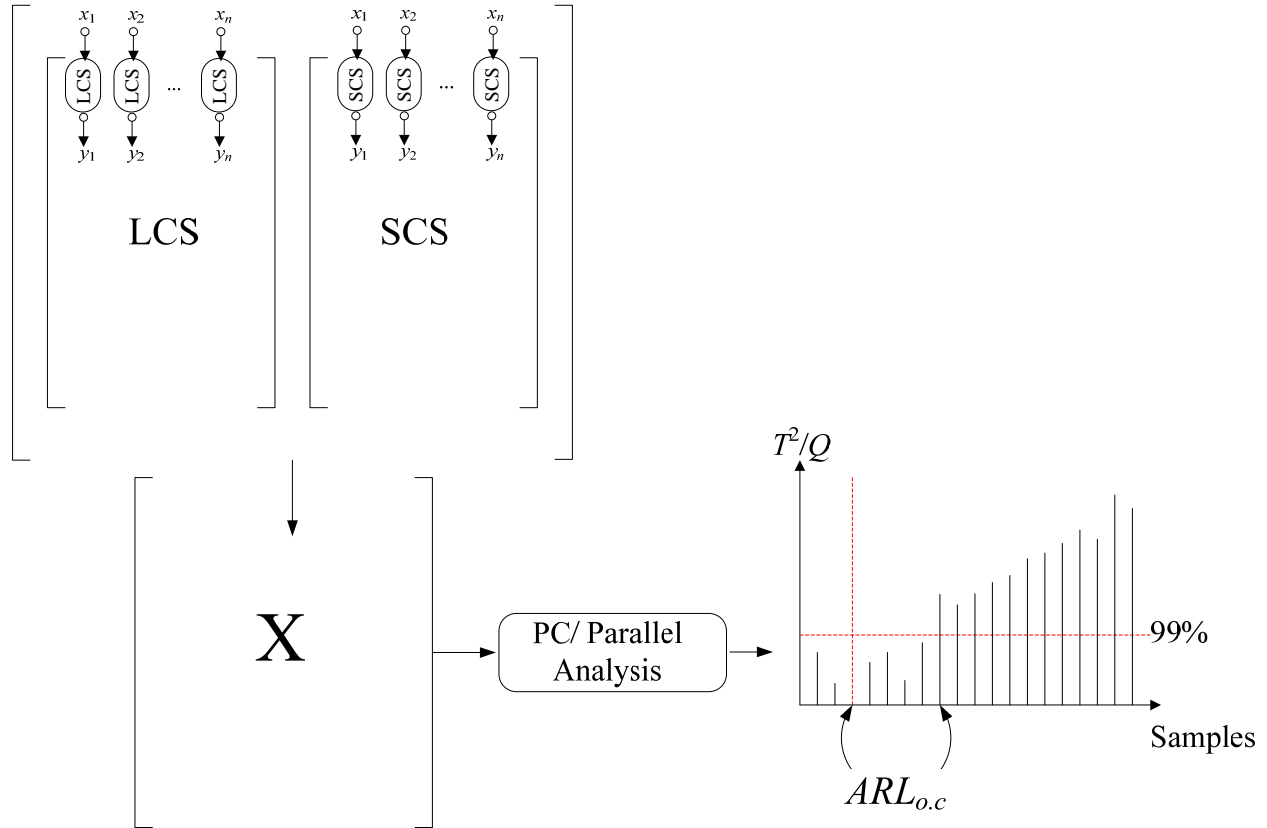 x1 x2 xn x1 x2 xn
LCS LCS ... LCS SCS SCS ... SCS
y1 y2 yn y1 y2 yn
LCS SCS
X
PC/ Parallel
Analysis
T²/Q
99%
Samples
ARLo.c